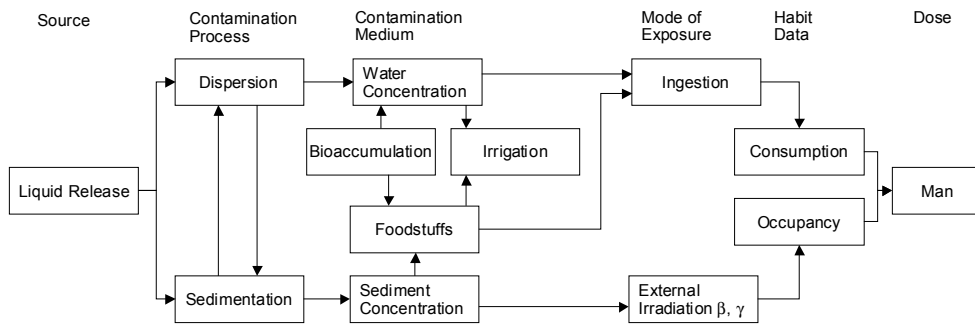 Source
Contamination
Process
Contamination
Medium
Mode of
Exposure
Habit
Data
Dose
Dispersion
Water
Concentration
Ingestion
Bioaccumulation
Irrigation
Consumption
Liquid Release
Man
Foodstuffs
Occupancy
Sedimentation
Sediment
Concentration
External
Irradiation β, γ